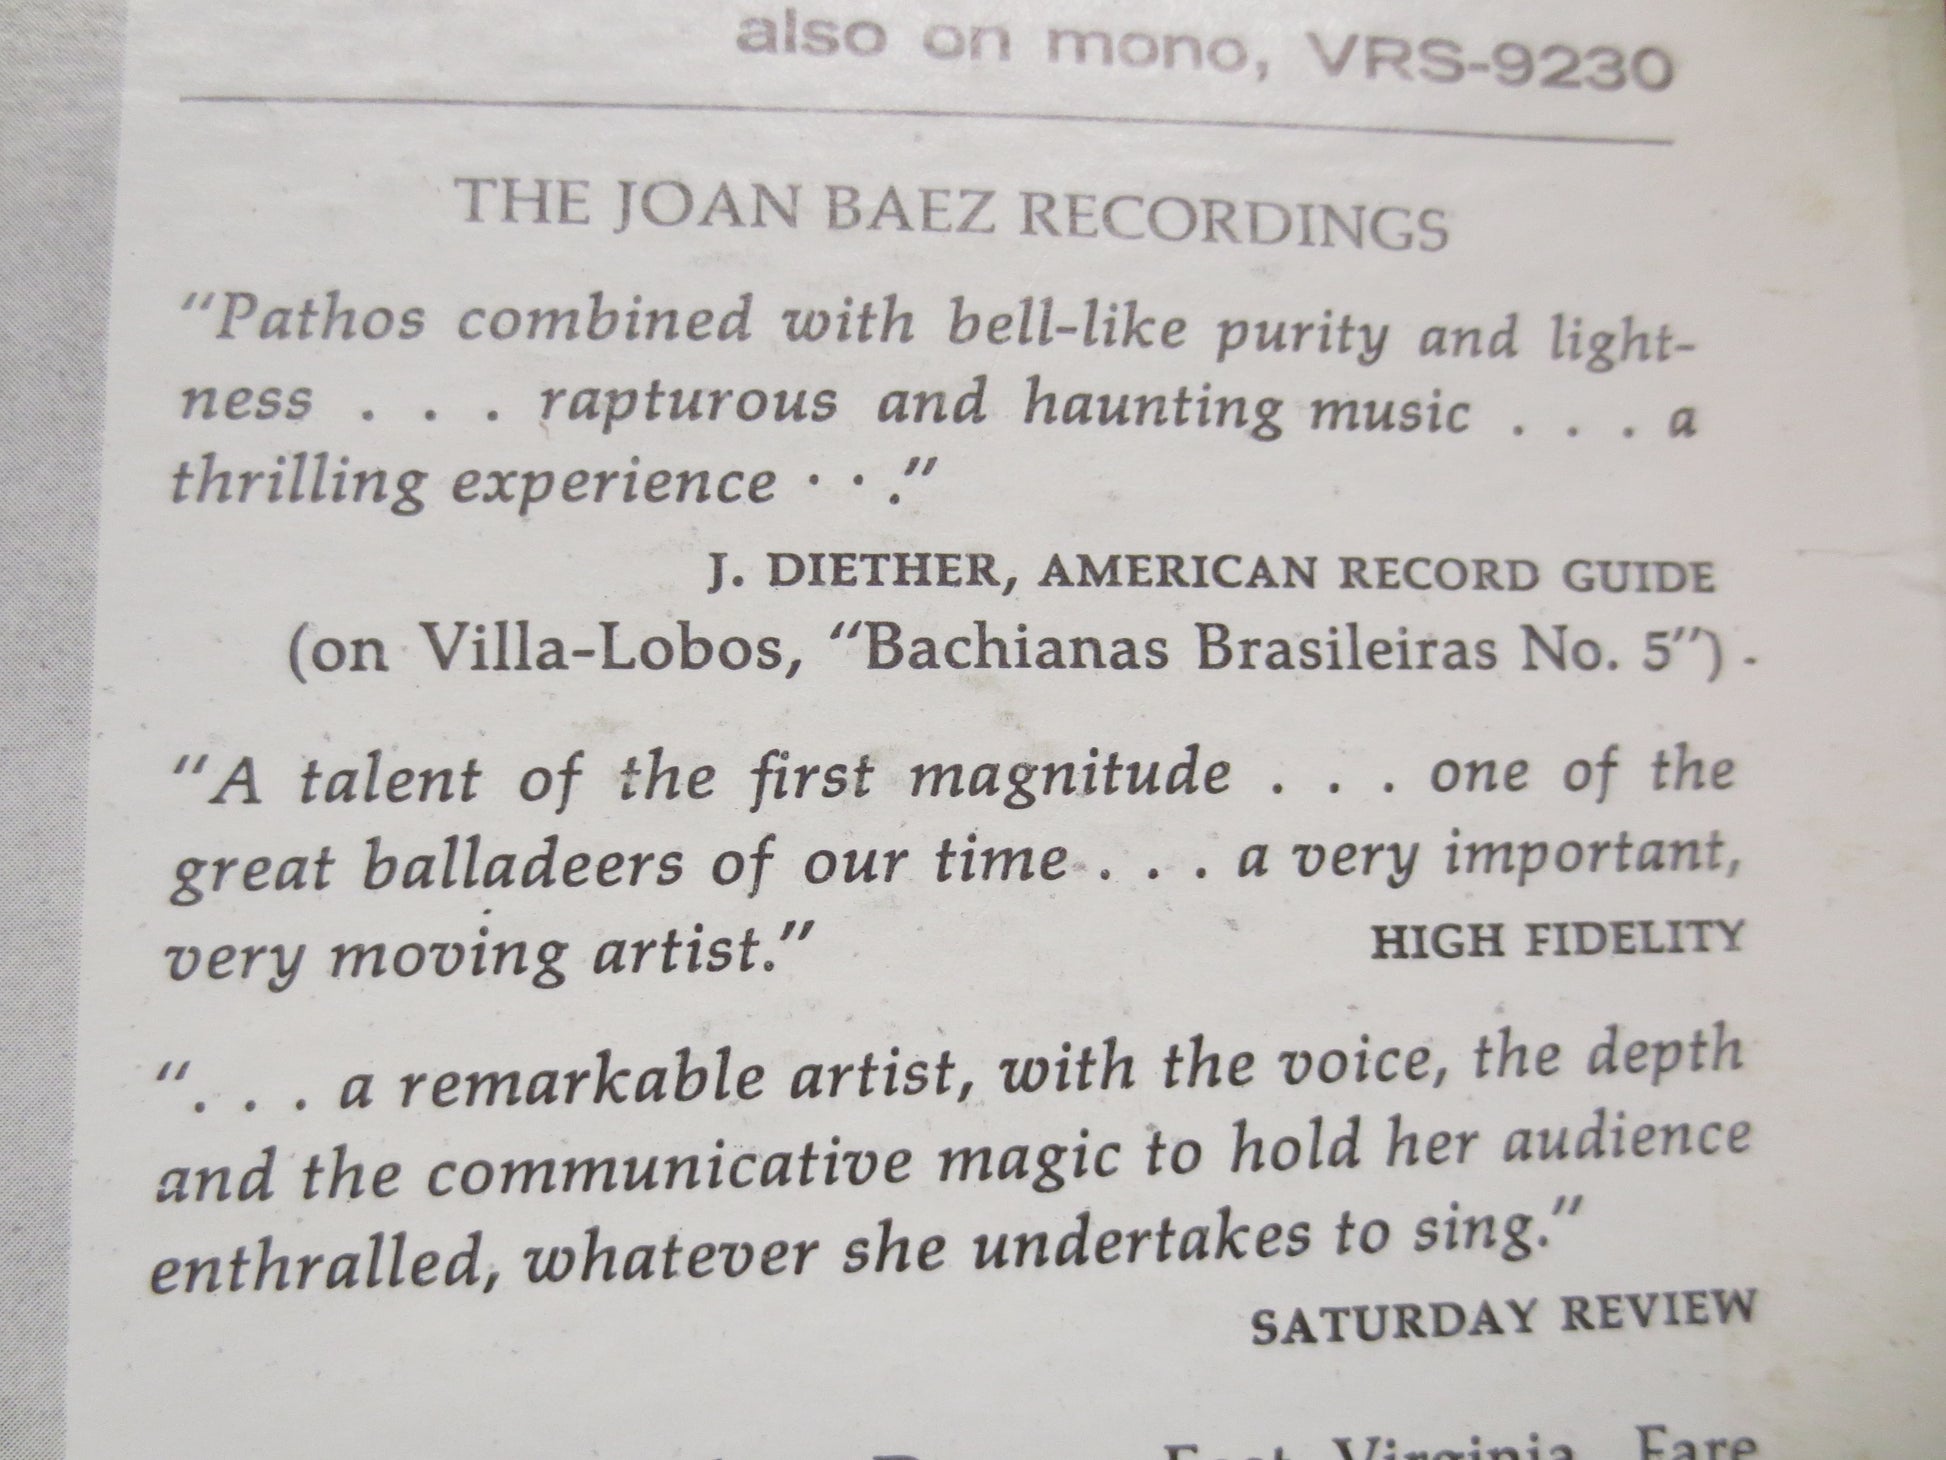 also on mono, VRS-9230
THE JOAN BAEZ RECORDINGS
"Pathos combined with bell-like purity and light-
ness . . . rapturous and haunting music . . . a
thrilling experience . . ."
J. DIETHER, AMERICAN RECORD GUIDE
(on Villa-Lobos, "Bachianas Brasileiras No. 5").
"A talent of the first magnitude . . . one of the
great balladeers of our time . . . a very important,
very moving artist." HIGH FIDELITY
". . . a remarkable artist, with the voice, the depth
and the communicative magic to hold her audience
enthralled, whatever she undertakes to sing."
SATURDAY REVIEW
East Virginia, Fare